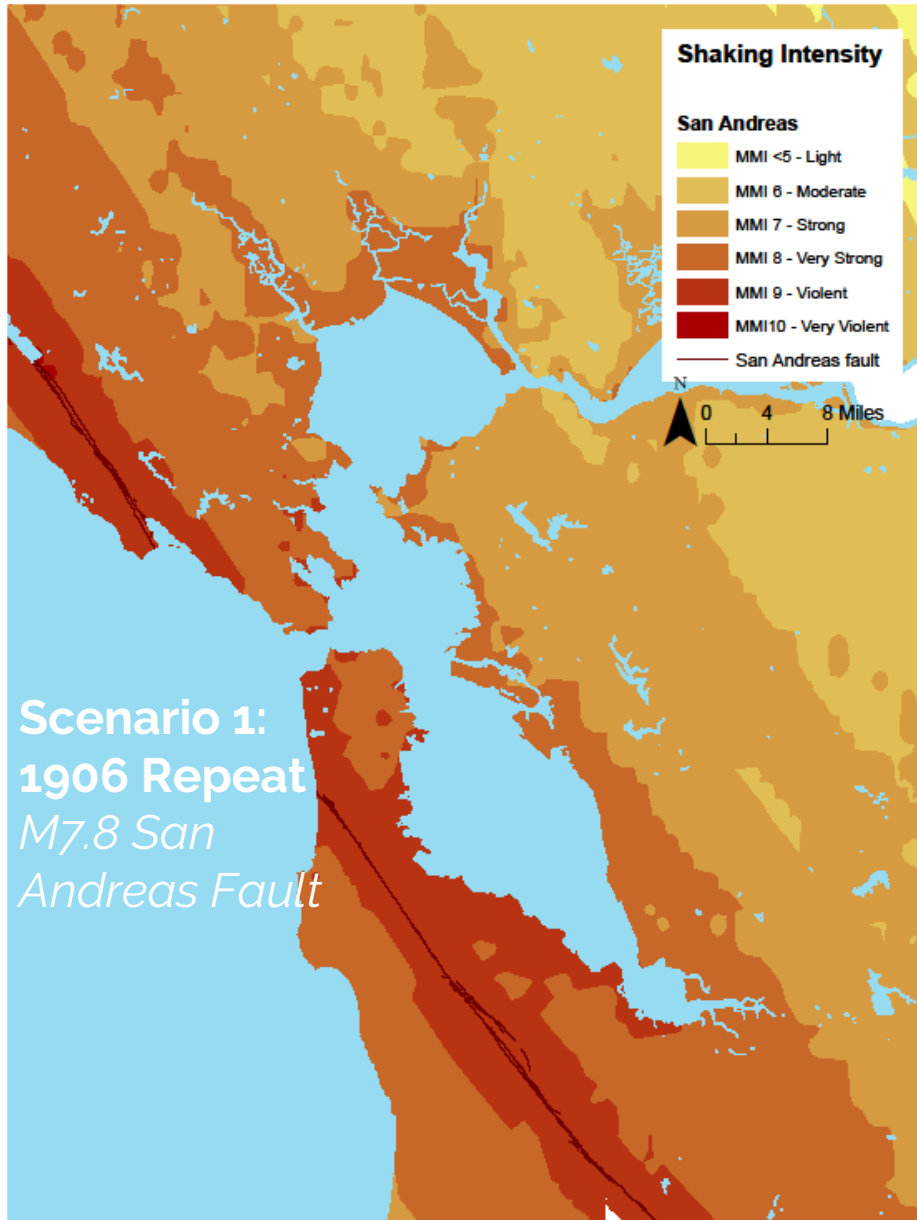 Shaking Intensity
San Andreas
MMI <5 - Light
MMI 6 - Moderate
MMI 7 - Strong
MMI 8 - Very Strong
MMI 9 - Violent
MMI10 - Very Violent
San Andreas fault
N
0 4 8 Miles
Scenario 1:
1906 Repeat
M7.8 San
Andreas Fault